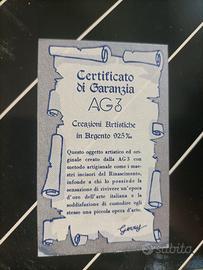 Certificato
di Garanzia
AG3
Creazioni Artistiche
in Argento 925‰
Questo oggetto artistico ed ori-
ginale creato dalla AG3 con
metodo artigianale come i mae-
stri incisori del Rinascimento,
infonde a chi lo possiede la
sensazione di rivivere un'epoca
d'oro dell'arte italiana e la
soddisfazione di custodire egli
stesso una piccola opera d'arte.
subito